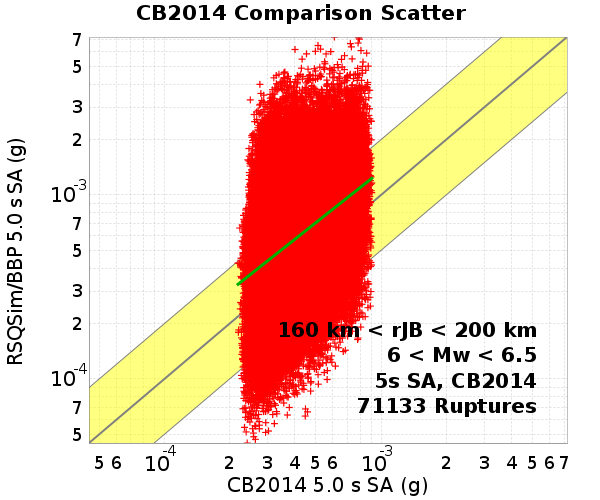 CB2014 Comparison Scatter
7
5
3
2
10-3
7
5
3
2
10-4
7
5
RSQSim/BBP 5.0 s SA (g)
160 km < rJB < 200 km
6 < Mw < 6.5
5s SA, CB2014
71133 Ruptures
5 6 10-4 2 3 4 5 6 10-3 2 3 4 5 6 7
CB2014 5.0 s SA (g)